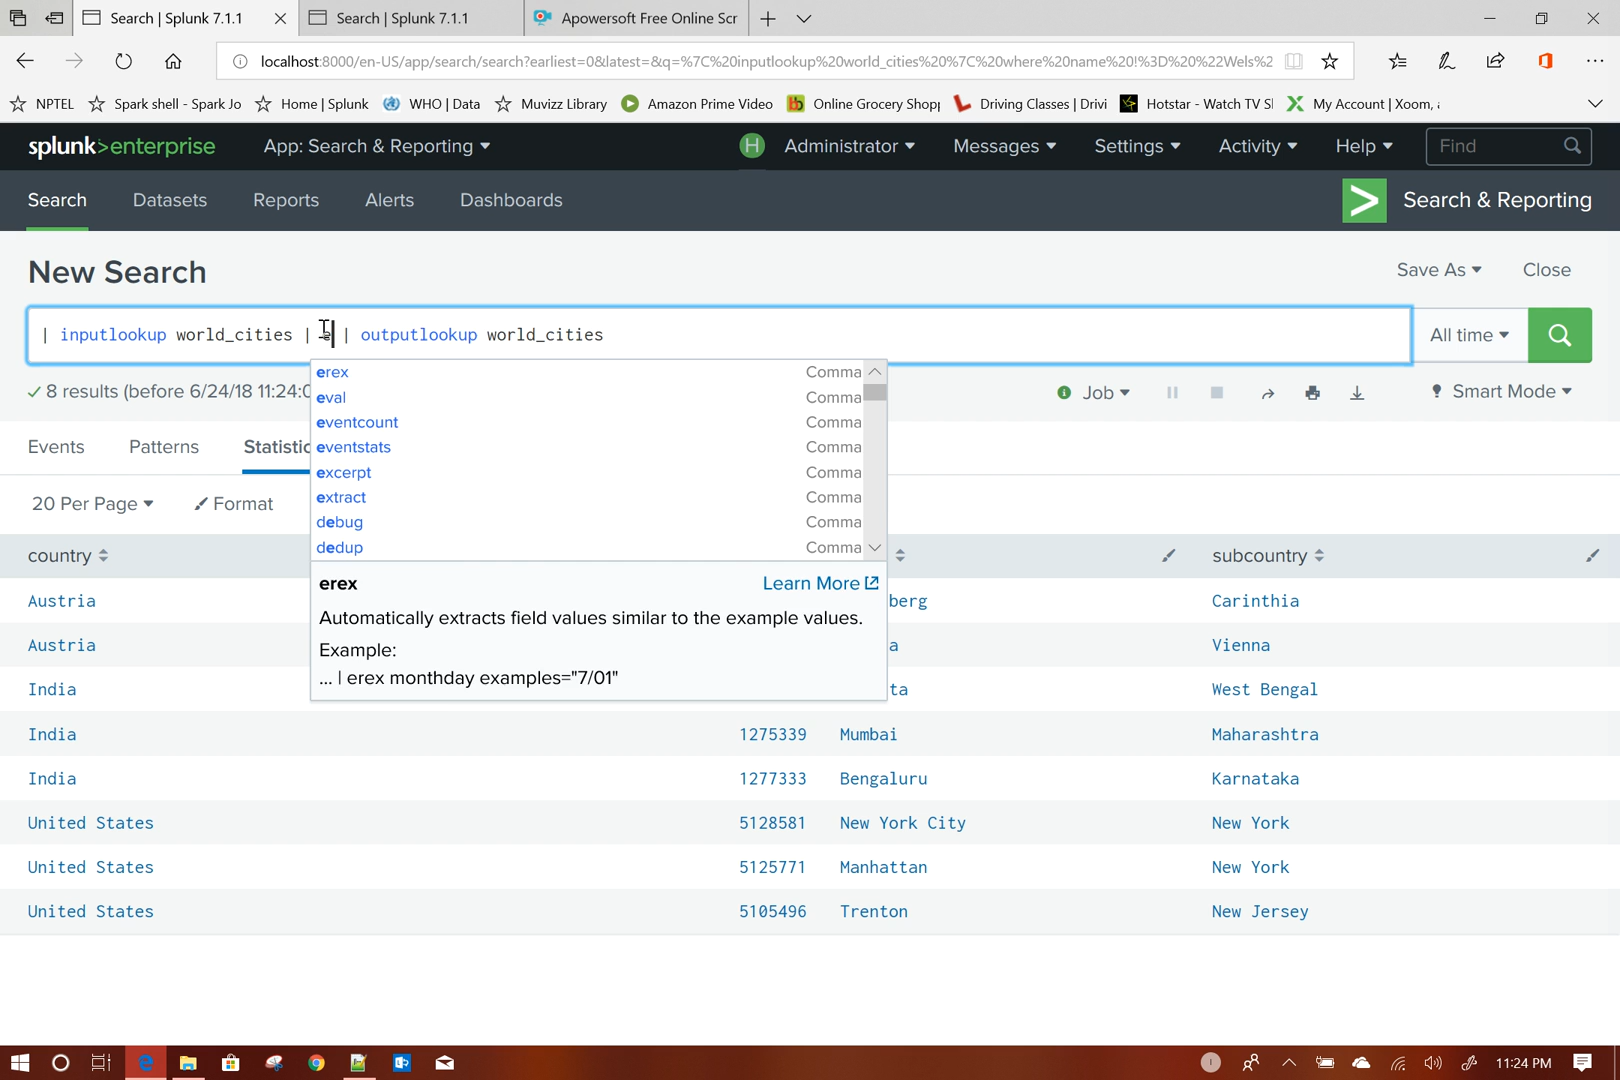 Search | Splunk 7.1.1
Search | Splunk 7.1.1
Apowersoft Free Online Scr
localhost:8000/en-US/app/search/search?earliest=0&latest=&q=%7C%20inputlookup%20world_cities%20%7C%20where%20name%20!%3D%20%22Wels%2
NPTEL
Spark shell - Spark Jo
Home | Splunk
WHO | Data
Muvizz Library
Amazon Prime Video
Online Grocery Shopp
Driving Classes | Drivi
Hotstar - Watch TV S
My Account | Xoom,
splunk>enterprise
App: Search & Reporting
H
Administrator
Messages
Settings
Activity
Help
Find
Search
Datasets
Reports
Alerts
Dashboards
Search & Reporting
New Search
Save As
Close
| inputlookup world_cities | e | outputlookup world_cities
All time
8 results (before 6/24/18 11:24:0
Job
Smart Mode
Events
Patterns
Statistic
20 Per Page
Format
erex Comma
eval Comma
eventcount Comma
eventstats Comma
excerpt Comma
extract Comma
debug Comma
dedup Comma
erex
Learn More
Automatically extracts field values similar to the example values.
Example:
... | erex monthday examples="7/01"
country
subcountry
Austria berg Carinthia
Austria a Vienna
India ta West Bengal
India 1275339 Mumbai Maharashtra
India 1277333 Bengaluru Karnataka
United States 5128581 New York City New York
United States 5125771 Manhattan New York
United States 5105496 Trenton New Jersey
11:24 PM